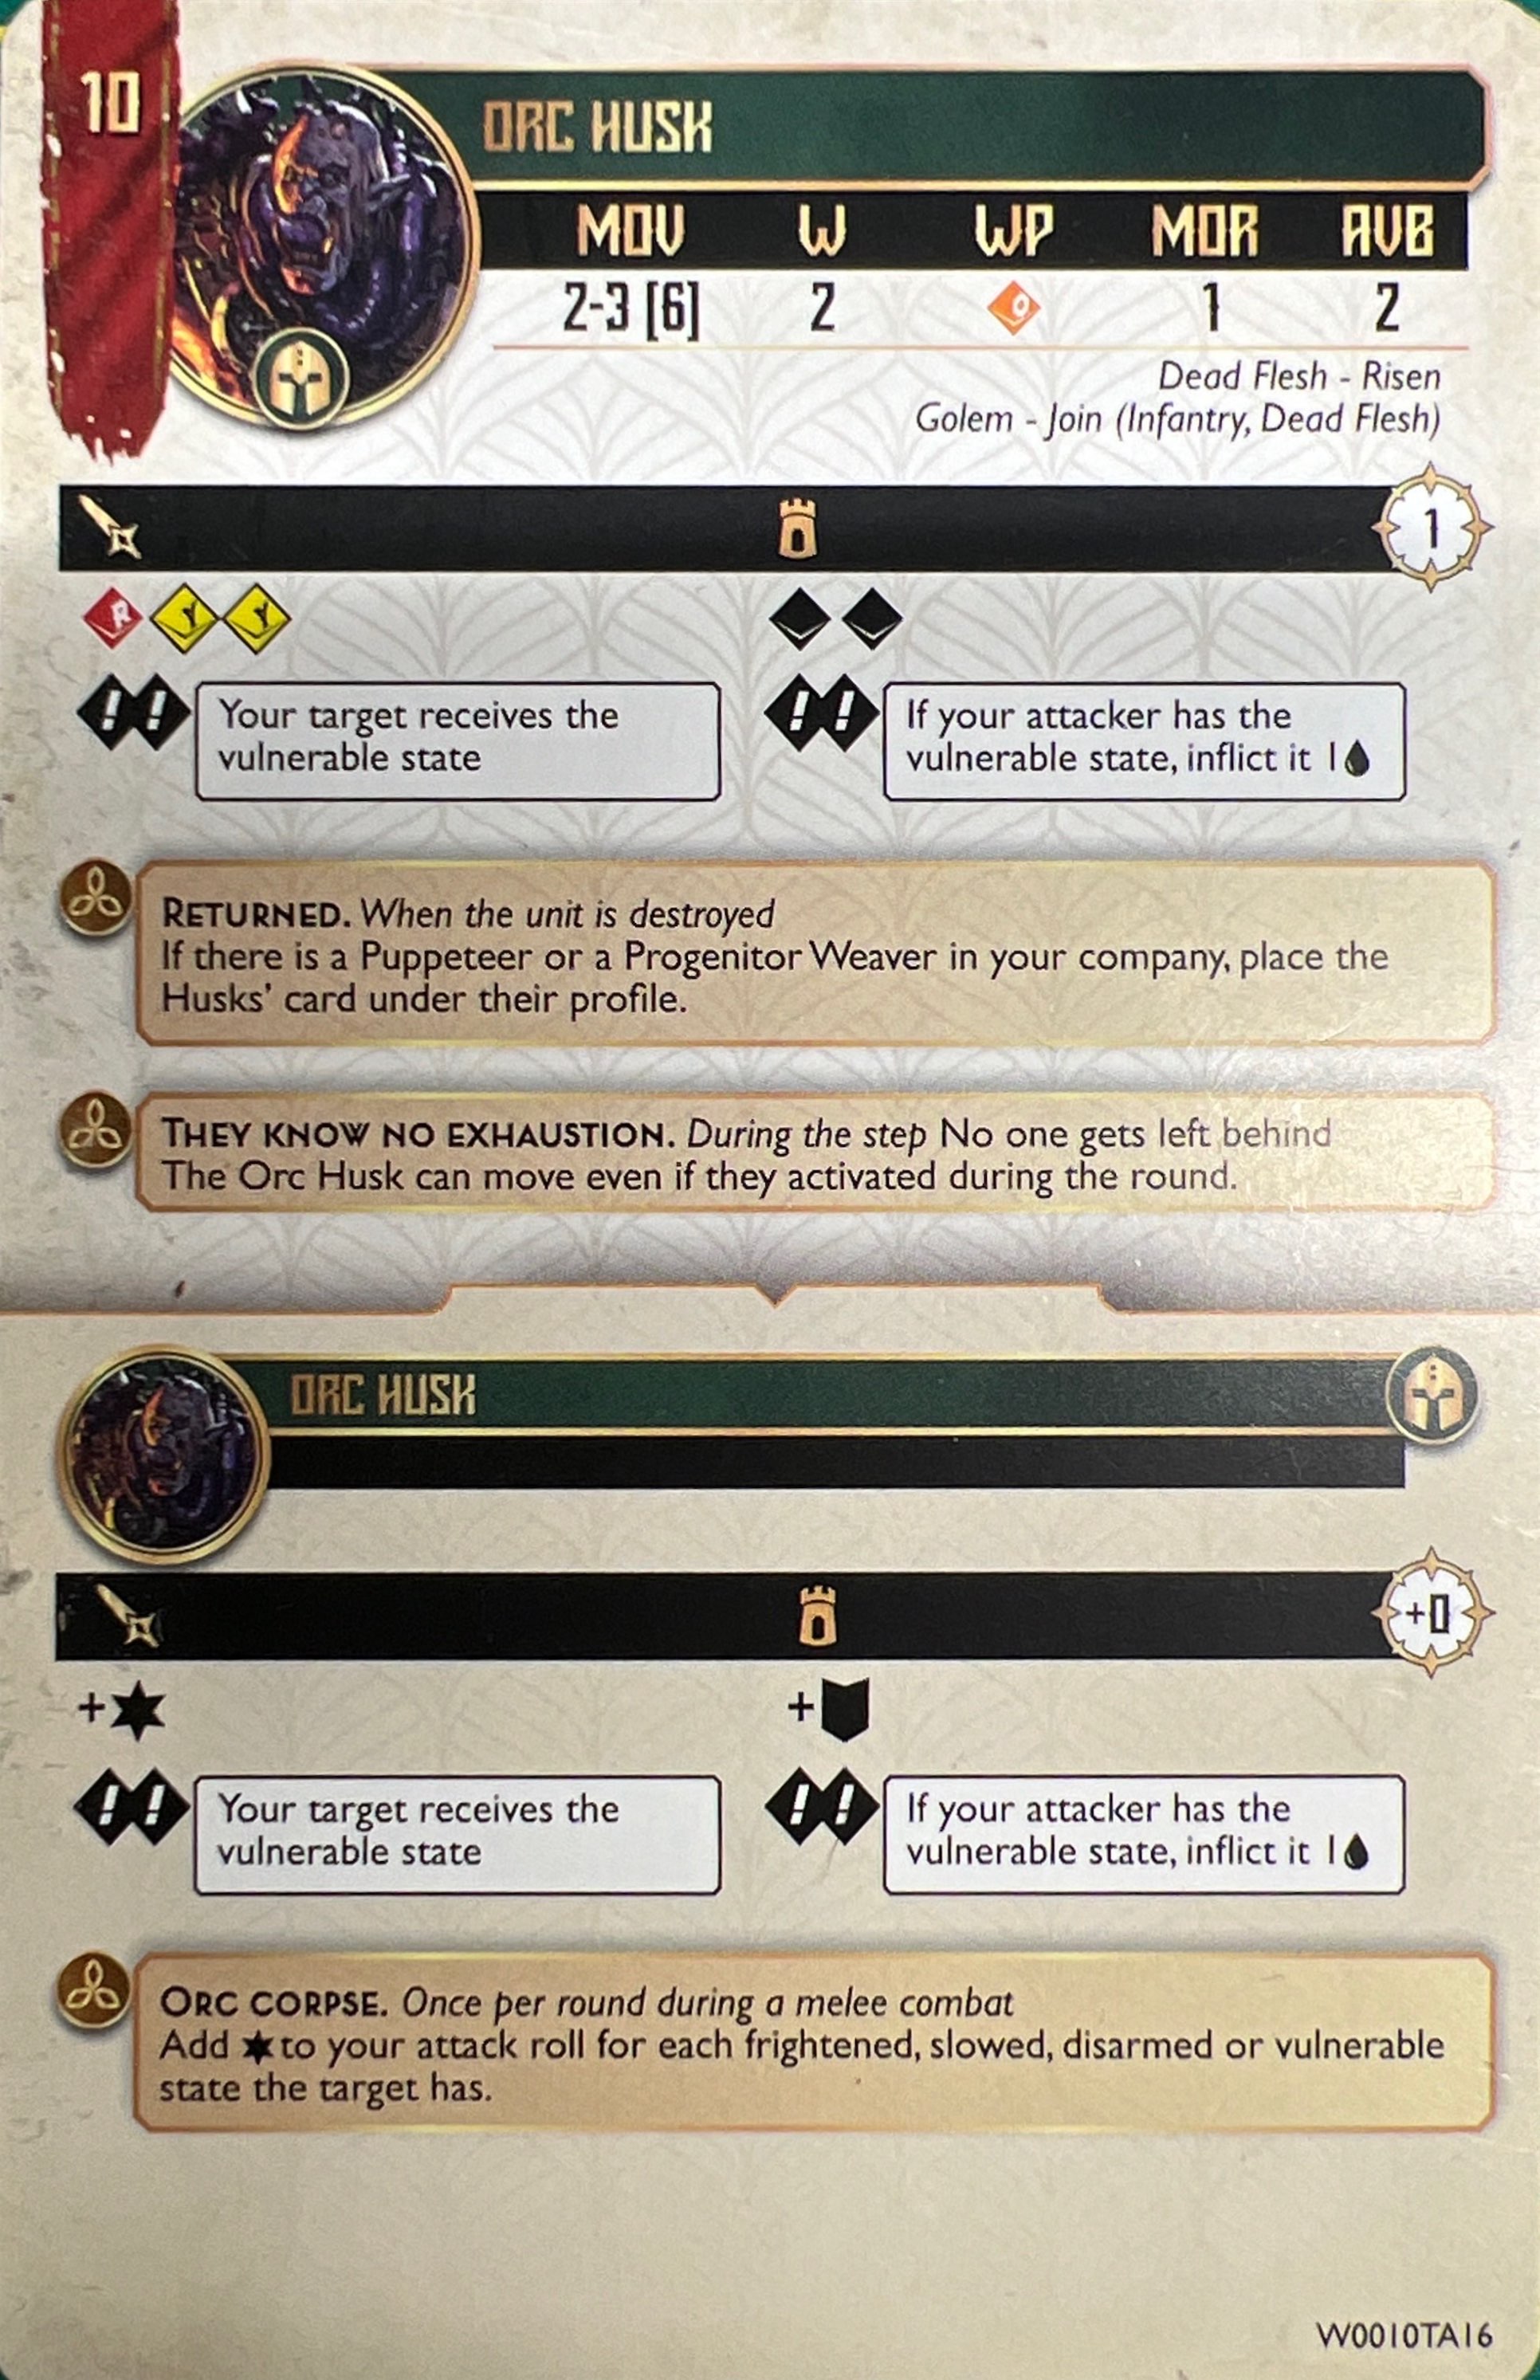 10
ORC HUSK
MOV W WP MOR AVB
2-3 [6] 2 O 1 2
Dead Flesh - Risen
Golem - Join (Infantry, Dead Flesh)
1
R Y Y
! ! Your target receives the
vulnerable state
! ! If your attacker has the
vulnerable state, inflict it 1
RETURNED. When the unit is destroyed
If there is a Puppeteer or a Progenitor Weaver in your company, place the
Husks' card under their profile.
THEY KNOW NO EXHAUSTION. During the step No one gets left behind
The Orc Husk can move even if they activated during the round.
ORC HUSK
+0
+ +
! ! Your target receives the
vulnerable state
! ! If your attacker has the
vulnerable state, inflict it 1
ORC CORPSE. Once per round during a melee combat
Add to your attack roll for each frightened, slowed, disarmed or vulnerable
state the target has.
W0010TA16